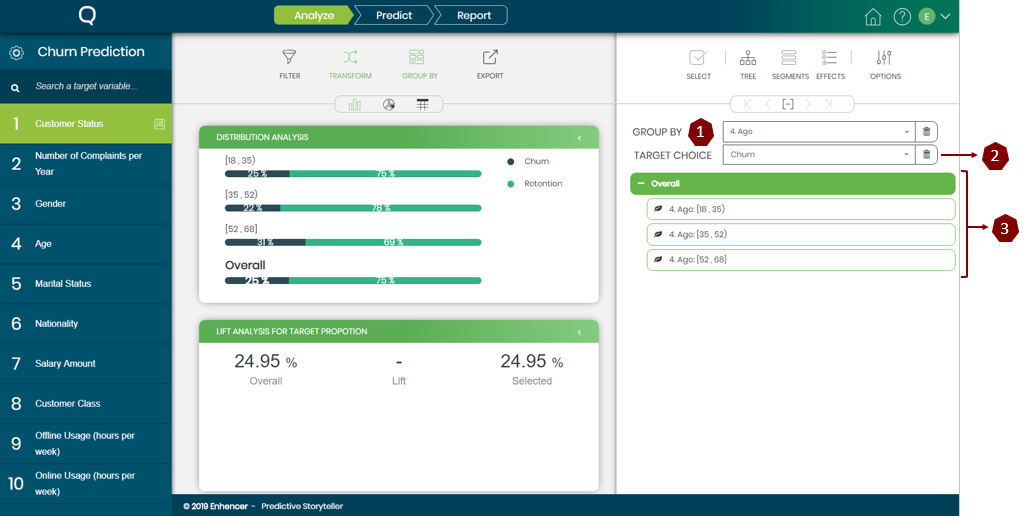 Analyze
Predict
Report
E
Churn Prediction
Search a target variable...
1 Customer Status
2 Number of Complaints per
Year
3 Gender
4 Age
5 Marital Status
6 Nationality
7 Salary Amount
8 Customer Class
9 Offline Usage (hours per
week)
10 Online Usage (hours per
week)
FILTER
TRANSFORM
GROUP BY
EXPORT
DISTRIBUTION ANALYSIS
[18 , 35)
25 % 75 %
[35 , 52)
22 % 78 %
[52 , 68]
31 % 69 %
Overall
25 % 75 %
Churn
Retention
LIFT ANALYSIS FOR TARGET PROPOTION
24.95 % - 24.95 %
Overall Lift Selected
SELECT
TREE
SEGMENTS
EFFECTS
OPTIONS
GROUP BY 1 4. Age
TARGET CHOICE Churn 2
Overall
4. Age: [18 , 35)
4. Age: [35 , 52)
4. Age: [52 , 68]
3
© 2019 Enhencer - Predictive Storyteller